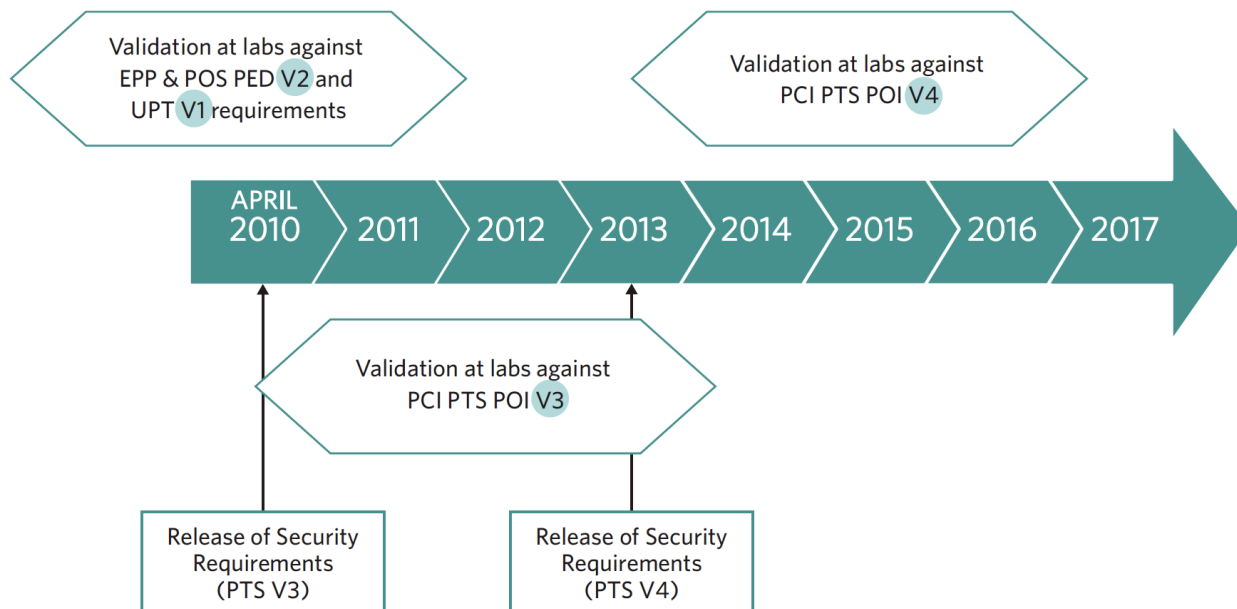 Validation at labs against
EPP & POS PED V2 and
UPT V1 requirements
Validation at labs against
PCI PTS POI V4
APRIL
2010
2011
2012
2013
2014
2015
2016
2017
Validation at labs against
PCI PTS POI V3
Release of Security
Requirements
(PTS V3)
Release of Security
Requirements
(PTS V4)